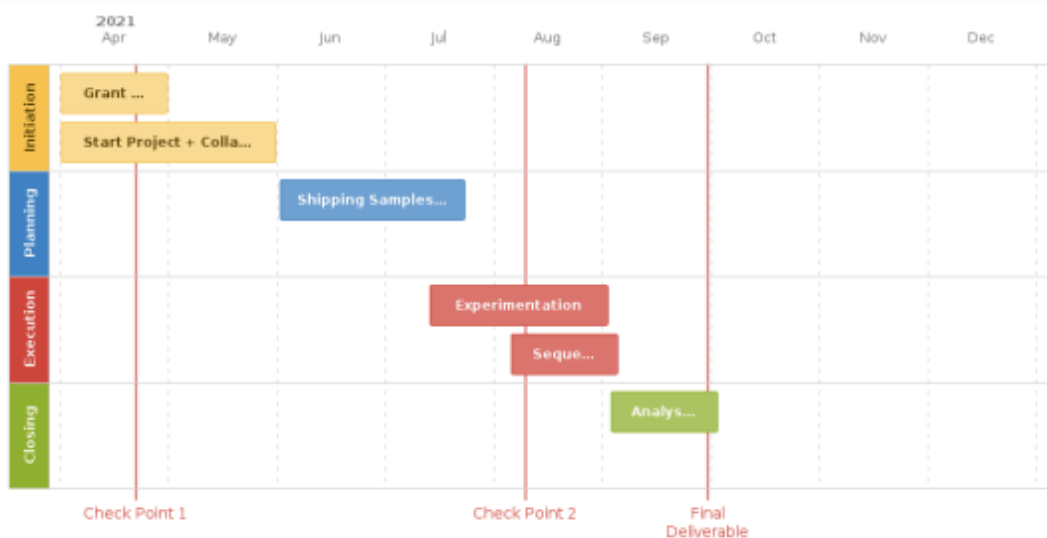 2021
Apr May Jun Jul Aug Sep Oct Nov Dec
Initiation
Grant ...
Start Project + Colla...
Planning
Shipping Samples...
Execution
Experimentation
Seque...
Closing
Analys...
Check Point 1 Check Point 2 Final
Deliverable